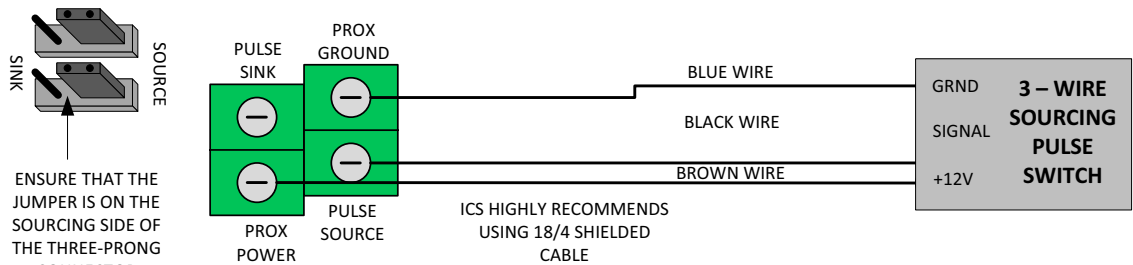 SINK
SOURCE
ENSURE THAT THE
JUMPER IS ON THE
SOURCING SIDE OF
THE THREE-PRONG
PULSE
SINK
PROX
GROUND
PROX
POWER
PULSE
SOURCE
BLUE WIRE
BLACK WIRE
BROWN WIRE
ICS HIGHLY RECOMMENDS
USING 18/4 SHIELDED
CABLE
GRND
SIGNAL
+12V
3 – WIRE
SOURCING
PULSE
SWITCH